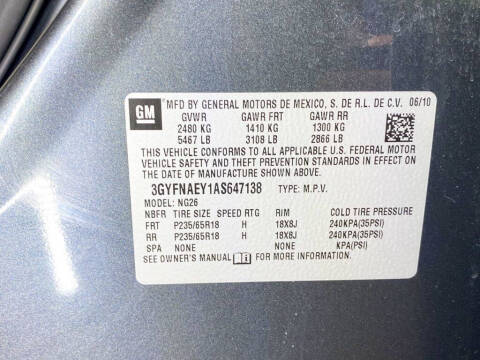 GM MFD BY GENERAL MOTORS DE MEXICO, S. DE R.L. DE C.V. 06/10
GVWR GAWR FRT GAWR RR
2480 KG 1410 KG 1300 KG
5467 LB 3108 LB 2866 LB
THIS VEHICLE CONFORMS TO ALL APPLICABLE U.S. FEDERAL MOTOR
VEHICLE SAFETY AND THEFT PREVENTION STANDARDS IN EFFECT ON THE
DATE OF MANUFACTURE SHOWN ABOVE.
3GYFNAEY1AS647138 TYPE: M.P.V.
MODEL: NG26
NBFR TIRE SIZE SPEED RTG RIM COLD TIRE PRESSURE
FRT P235/65R18 H 18X8J 240KPA(35PSI)
RR P235/65R18 H 18X8J 240KPA(35PSI)
SPA NONE NONE KPA(PSI)
SEE OWNER'S MANUAL i FOR MORE INFORMATION.